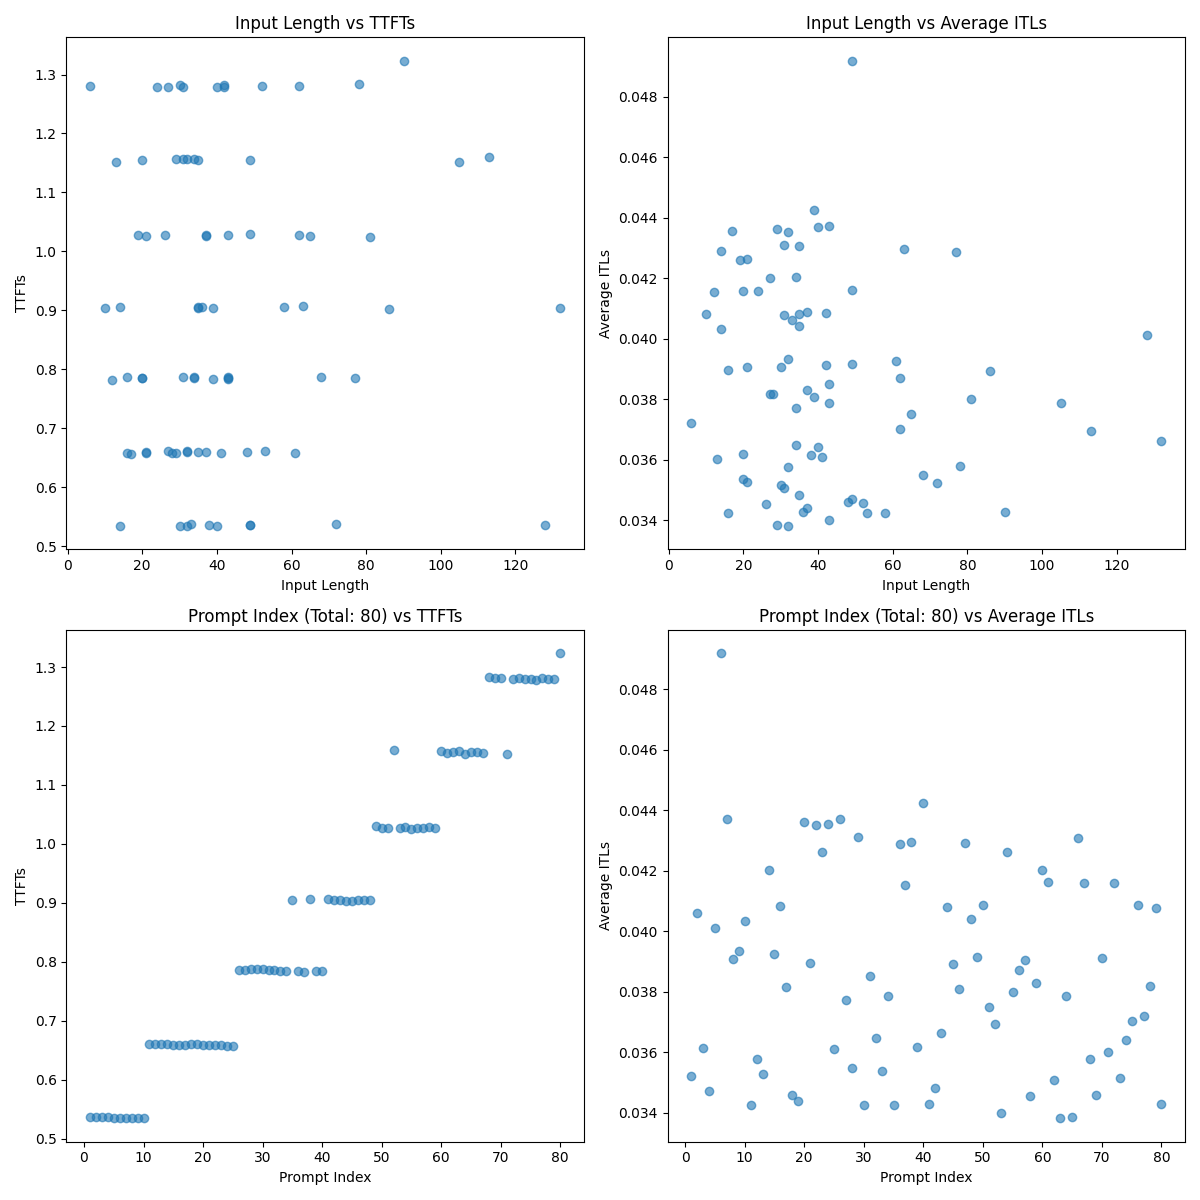 Input Length vs TTFTs
1.3
1.2
1.1
1.0
0.9
0.8
0.7
0.6
0.5
TTFTs
0 20 40 60 80 100 120
Input Length
Input Length vs Average ITLs
0.048
0.046
0.044
0.042
0.040
0.038
0.036
0.034
Average ITLs
0 20 40 60 80 100 120
Input Length
Prompt Index (Total: 80) vs TTFTs
1.3
1.2
1.1
1.0
0.9
0.8
0.7
0.6
0.5
TTFTs
0 10 20 30 40 50 60 70 80
Prompt Index
Prompt Index (Total: 80) vs Average ITLs
0.048
0.046
0.044
0.042
0.040
0.038
0.036
0.034
Average ITLs
0 10 20 30 40 50 60 70 80
Prompt Index